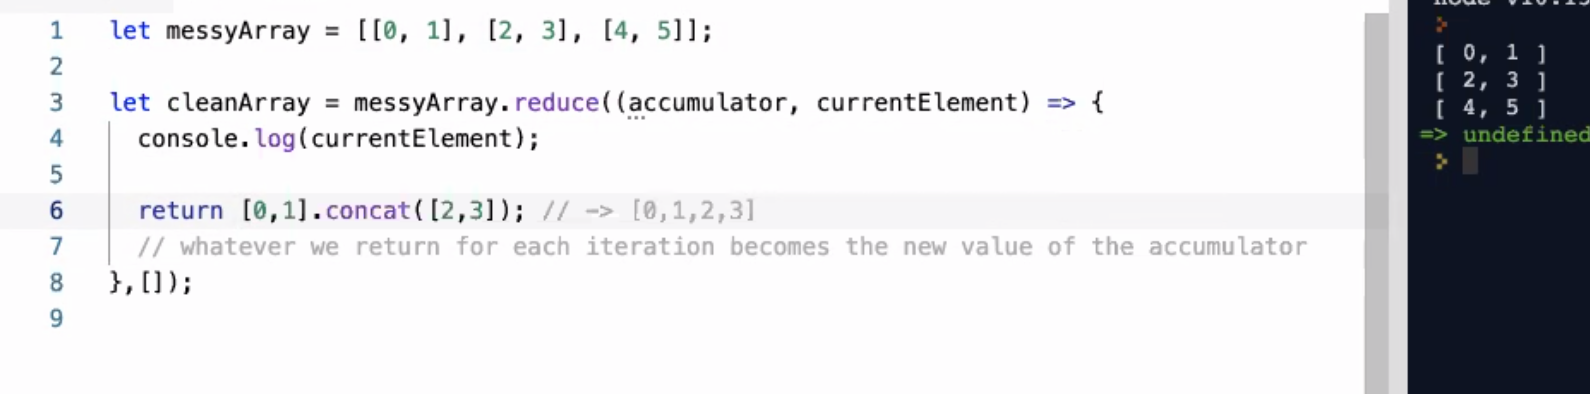 1 let messyArray = [[0, 1], [2, 3], [4, 5]];
2
3 let cleanArray = messyArray.reduce((accumulator, currentElement) => {
4 console.log(currentElement);
5
6 return [0,1].concat([2,3]); // -> [0,1,2,3]
7 // whatever we return for each iteration becomes the new value of the accumulator
8 },[]);
9
[ 0, 1 ]
[ 2, 3 ]
[ 4, 5 ]
=> undefined